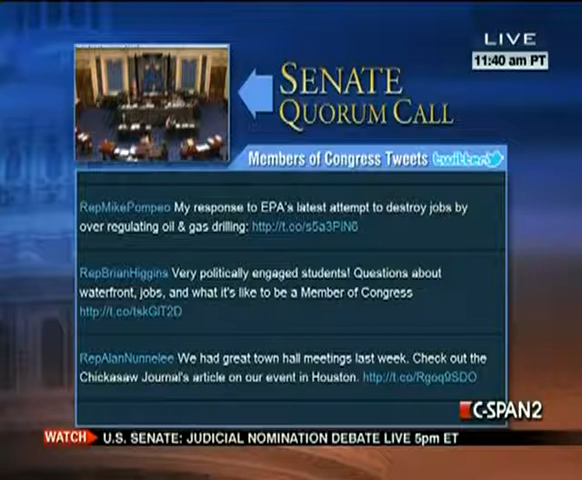 LIVE
11:40 am PT
SENATE
QUORUM CALL
Members of Congress Tweets twitter
RepMikePompeo My response to EPA's latest attempt to destroy jobs by
over regulating oil & gas drilling: http://t.co/s5a3PlN6
RepBrianHiggins Very politically engaged students! Questions about
waterfront, jobs, and what it's like to be a Member of Congress
http://t.co/tskGlT2D
RepAlanNunnelee We had great town hall meetings last week. Check out the
Chickasaw Journal's article on our event in Houston. http://t.co/Rgoq9SDO
C-SPAN2
WATCH U.S. SENATE: JUDICIAL NOMINATION DEBATE LIVE 5pm ET